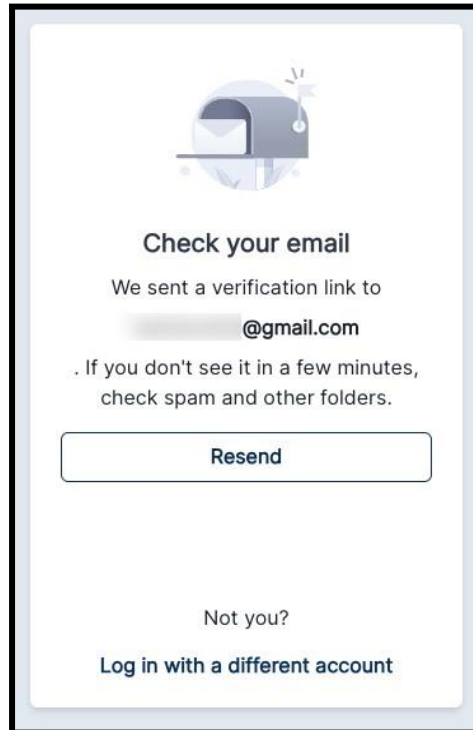 Check your email
We sent a verification link to
@gmail.com
. If you don't see it in a few minutes,
check spam and other folders.
Resend
Not you?
Log in with a different account